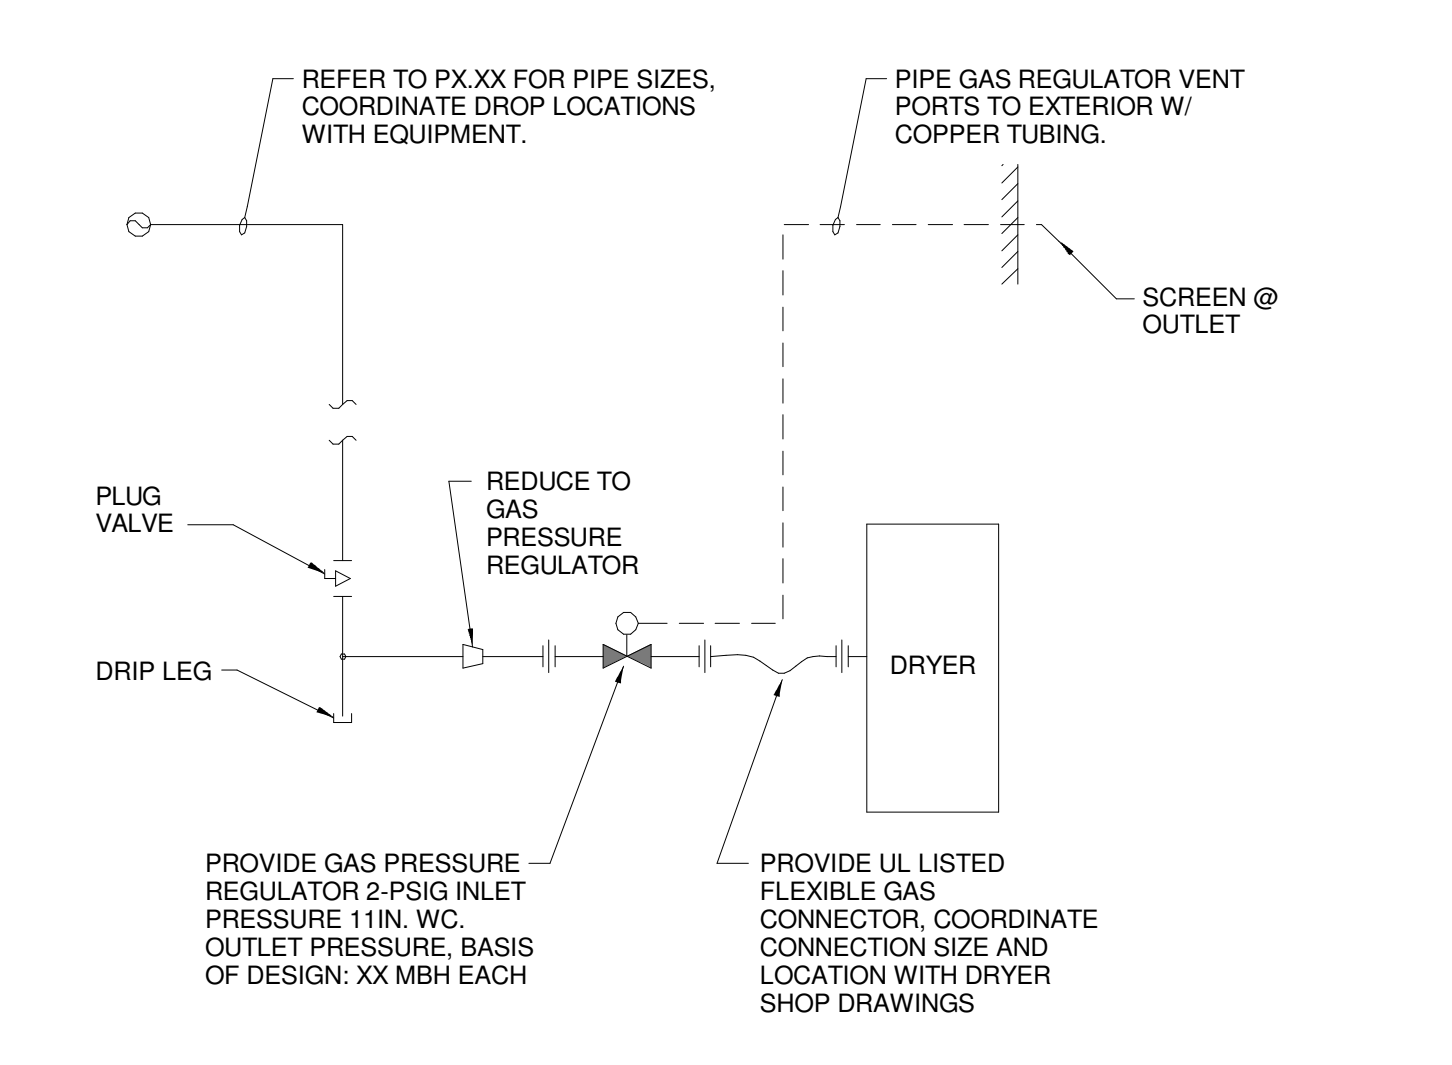 REFER TO PX.XX FOR PIPE SIZES,
COORDINATE DROP LOCATIONS
WITH EQUIPMENT.
PIPE GAS REGULATOR VENT
PORTS TO EXTERIOR W/
COPPER TUBING.
SCREEN @
OUTLET
PLUG
VALVE
REDUCE TO
GAS
PRESSURE
REGULATOR
DRIP LEG
DRYER
PROVIDE GAS PRESSURE
REGULATOR 2-PSIG INLET
PRESSURE 11IN. WC.
OUTLET PRESSURE, BASIS
OF DESIGN: XX MBH EACH
PROVIDE UL LISTED
FLEXIBLE GAS
CONNECTOR, COORDINATE
CONNECTION SIZE AND
LOCATION WITH DRYER
SHOP DRAWINGS